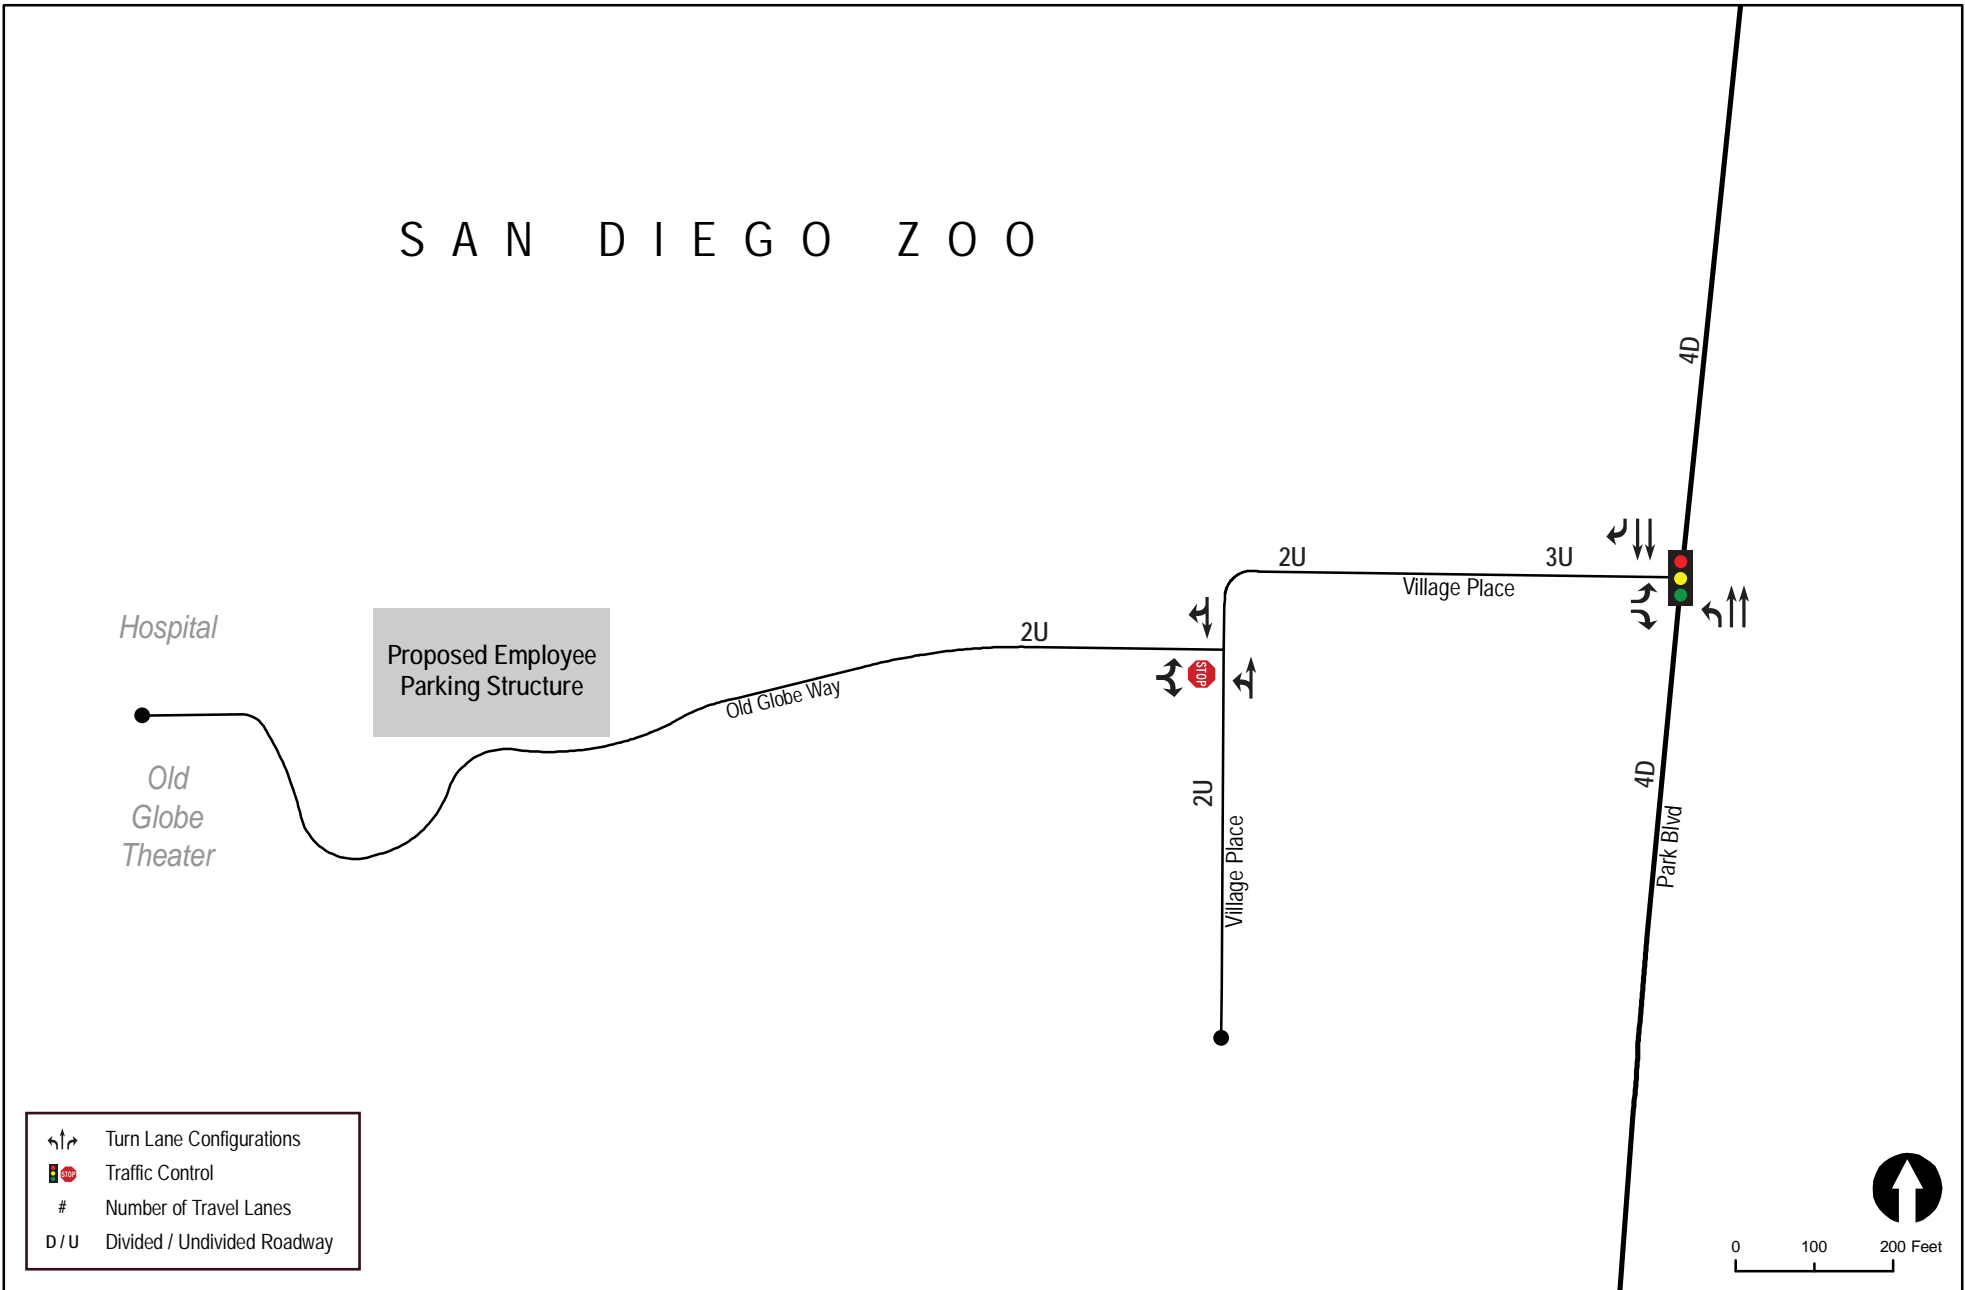 SAN DIEGO ZOO
4D
2U
3U
Village Place
Hospital
Proposed Employee
Parking Structure
2U
Old Globe Way
STOP
Old
Globe
Theater
2U
Village Place
4D
Park Blvd
Turn Lane Configurations
STOP
Traffic Control
# Number of Travel Lanes
D / U Divided / Undivided Roadway
0 100 200 Feet